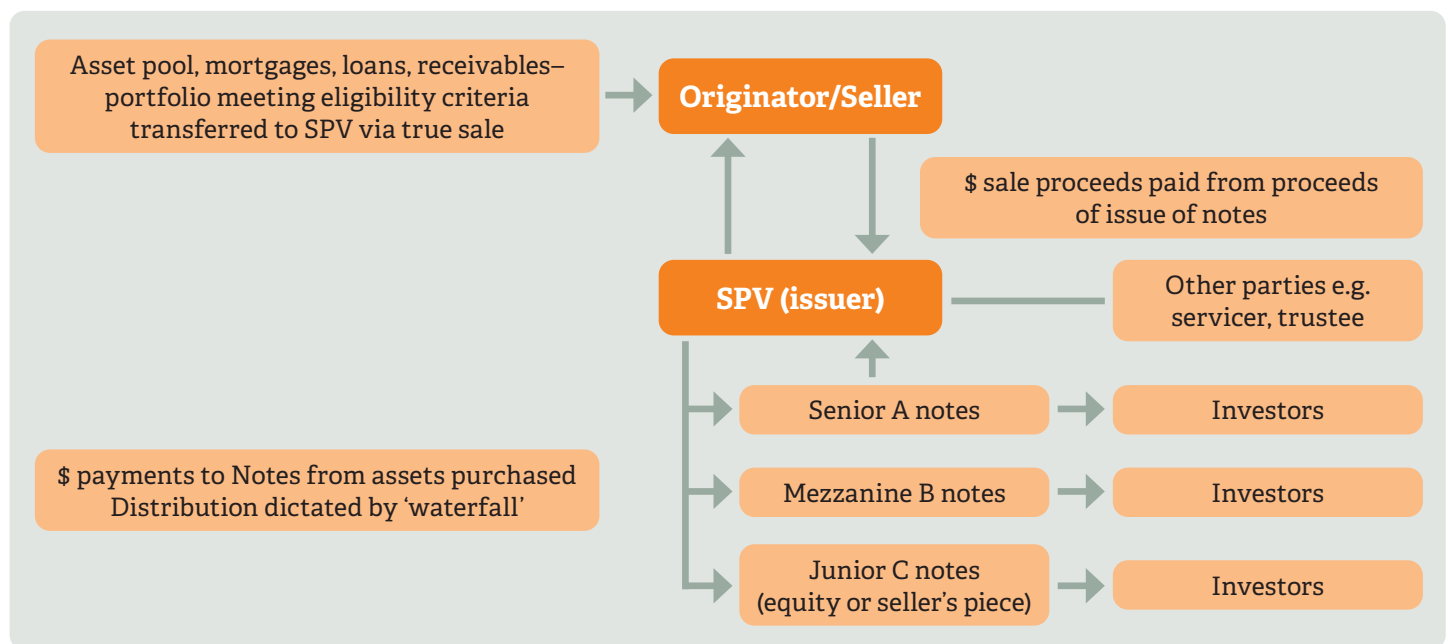 Asset pool, mortgages, loans, receivables–
portfolio meeting eligibility criteria
transferred to SPV via true sale
Originator/Seller
$ sale proceeds paid from proceeds
of issue of notes
SPV (issuer)
Other parties e.g.
servicer, trustee
Senior A notes
Investors
$ payments to Notes from assets purchased
Distribution dictated by ‘waterfall’
Mezzanine B notes
Investors
Junior C notes
(equity or seller’s piece)
Investors